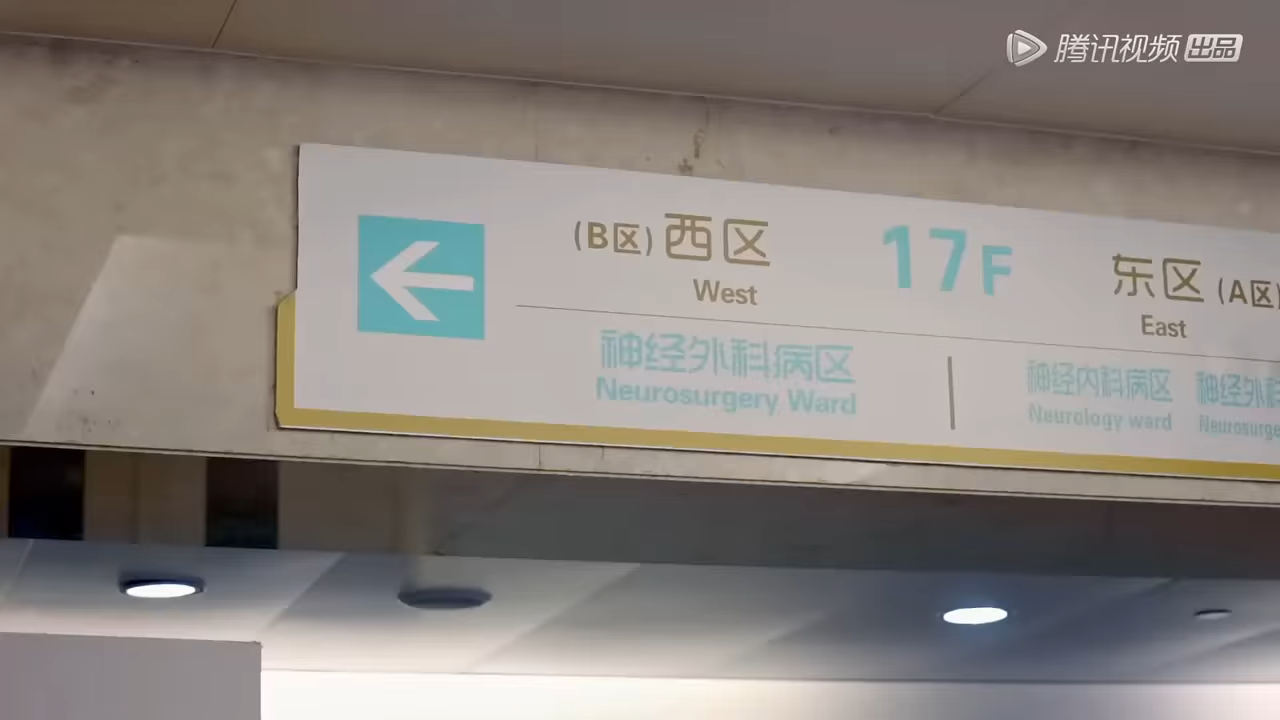 腾讯视频 出品
(B区) 西区
West
17F
东区 (A区)
East
神经外科病区
Neurosurgery Ward
神经内科病区
Neurology ward
神经外科